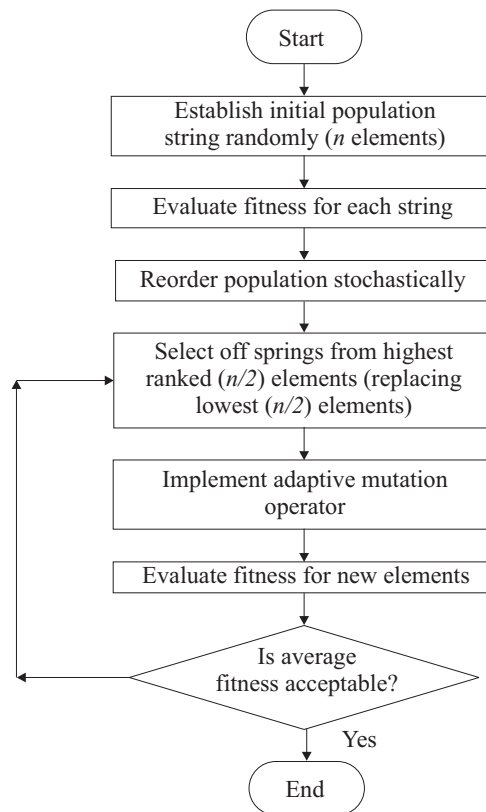 Start
Establish initial population
string randomly (n elements)
Evaluate fitness for each string
Reorder population stochastically
Select off springs from highest
ranked (n/2) elements (replacing
lowest (n/2) elements)
Implement adaptive mutation
operator
Evaluate fitness for new elements
Is average
fitness acceptable?
Yes
End